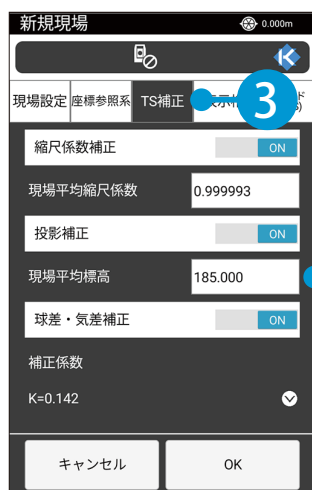 新規現場 0.000m
現場設定 座標参照系 TS補正 3
縮尺係数補正 ON
現場平均縮尺係数 0.999993
投影補正 ON
現場平均標高 185.000
球差・気差補正 ON
補正係数
K=0.142
キャンセル OK